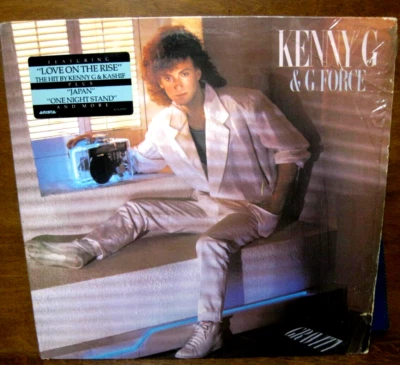 FEATURING
"LOVE ON THE RISE"
THE HIT BY KENNY G & KASHIF
PLUS
"JAPAN"
"ONE NIGHT STAND"
AND MORE
ARISTA
KENNY G
& G FORCE
GRAVITY